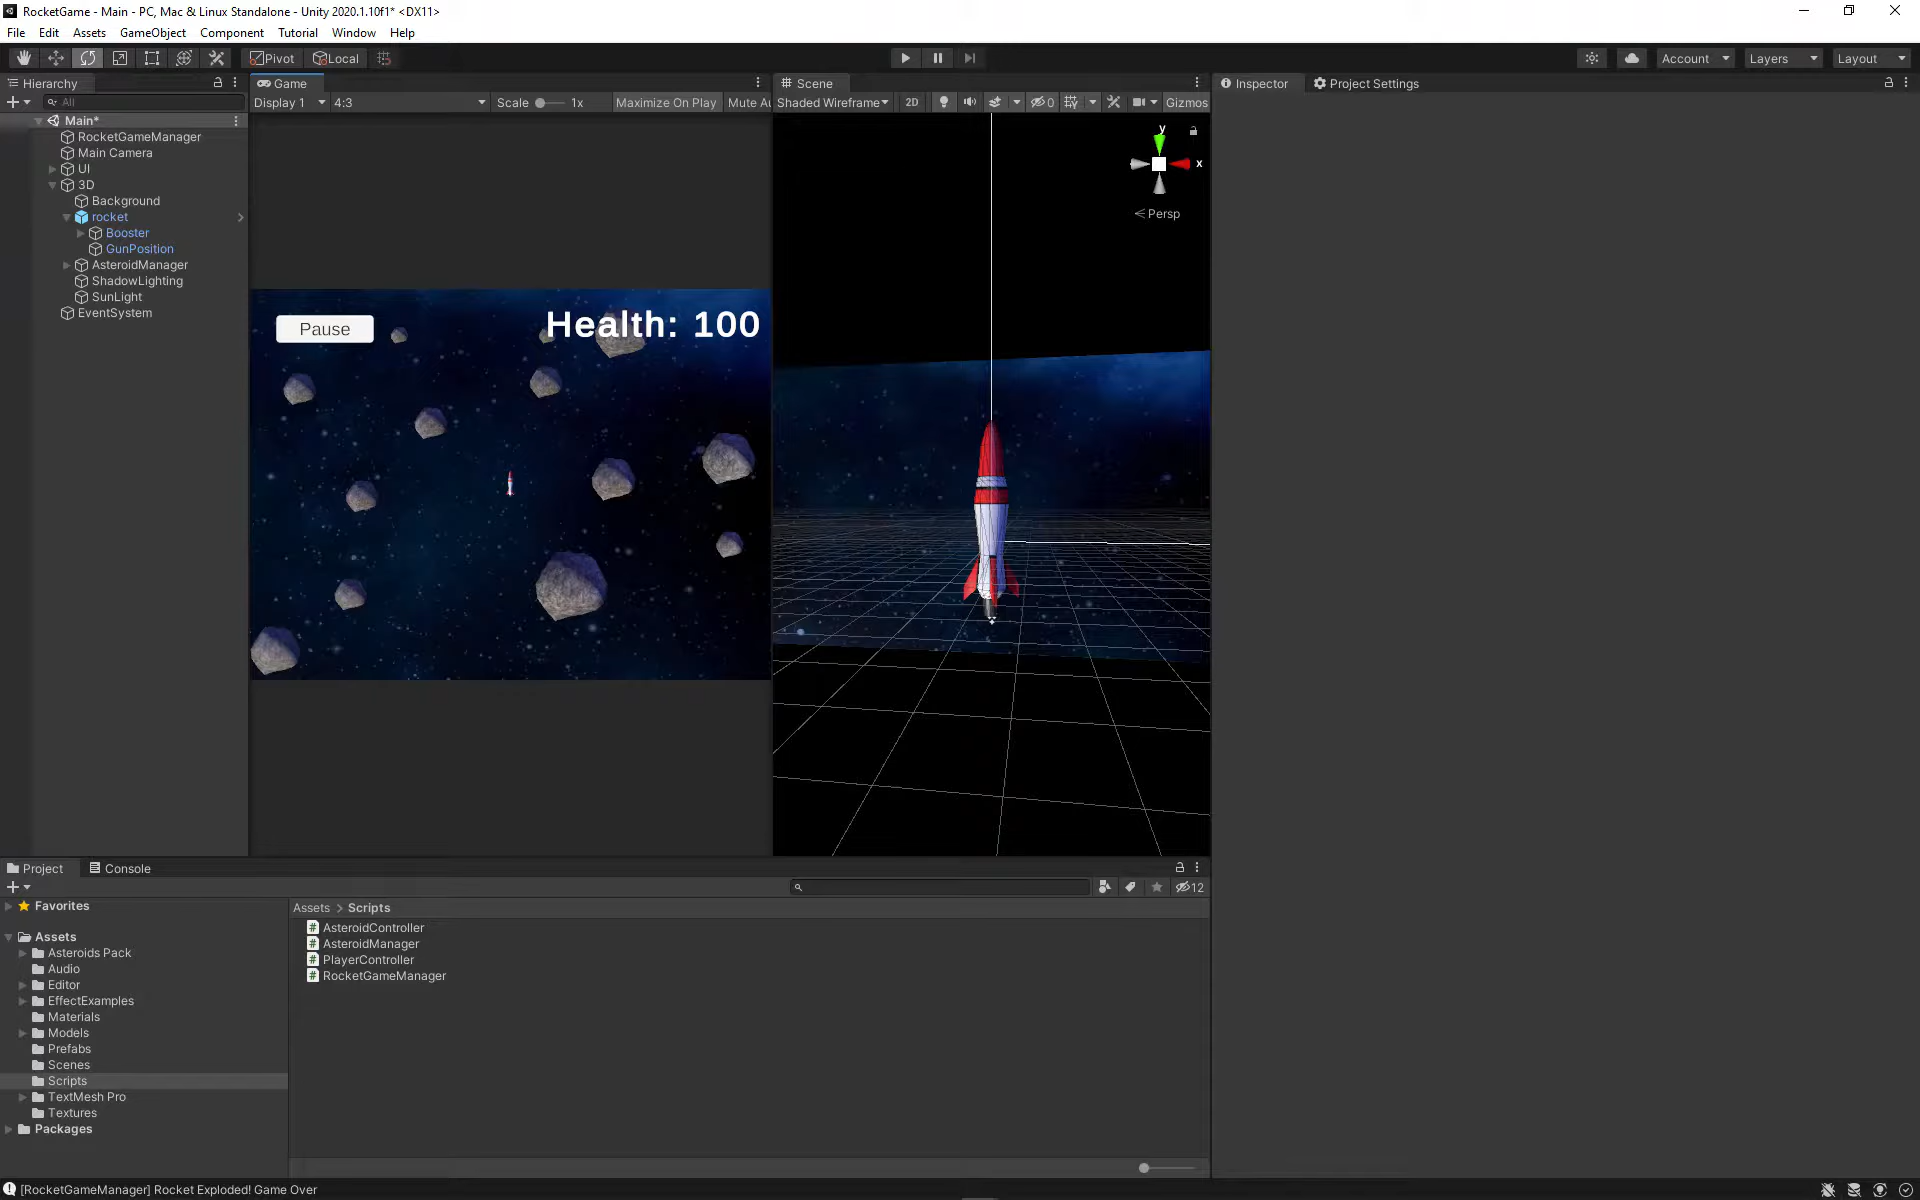 RocketGame - Main - PC, Mac & Linux Standalone - Unity 2020.1.10f1* <DX11>
File Edit Assets GameObject Component Tutorial Window Help
Pivot Local Account Layers Layout
Hierarchy
All
Main*
RocketGameManager
Main Camera
UI
3D
Background
rocket
Booster
GunPosition
AsteroidManager
ShadowLighting
SunLight
EventSystem
Game
Display 1 4:3 Scale 1x Maximize On Play Mute Au
Pause
Health: 100
Scene
Shaded Wireframe 2D 0 Gizmos
y
x
Persp
Inspector Project Settings
Project Console
12
Favorites
Assets
Asteroids Pack
Audio
Editor
EffectExamples
Materials
Models
Prefabs
Scenes
Scripts
TextMesh Pro
Textures
Packages
Assets > Scripts
AsteroidController
AsteroidManager
PlayerController
RocketGameManager
[RocketGameManager] Rocket Exploded! Game Over